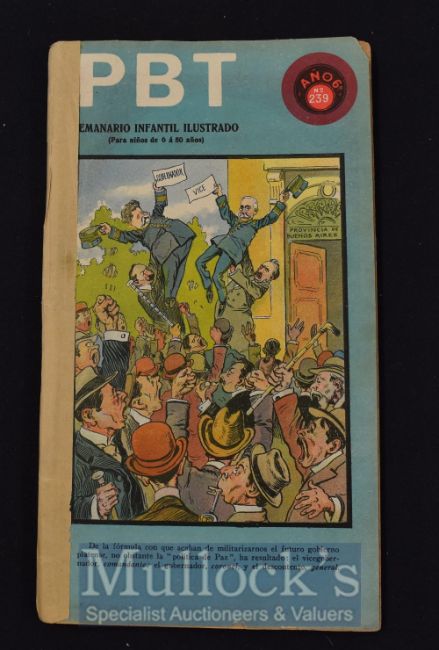 PBT
AÑO 6º
Nº
239
EMANARIO INFANTIL ILUSTRADO
(Para niños de 6 á 80 años)
GOBERNADOR
VICE
PROVINCIA DE
BUENOS AIRES
De la fórmula con que acaban de militarizarnos el futuro gobierno
platense, no obstante la "política de Paz", ha resultado: el vicegober-
nador, comandante; el gobernador, coronel, y el descontento, general.
Mullock's
Specialist Auctioneers & Valuers